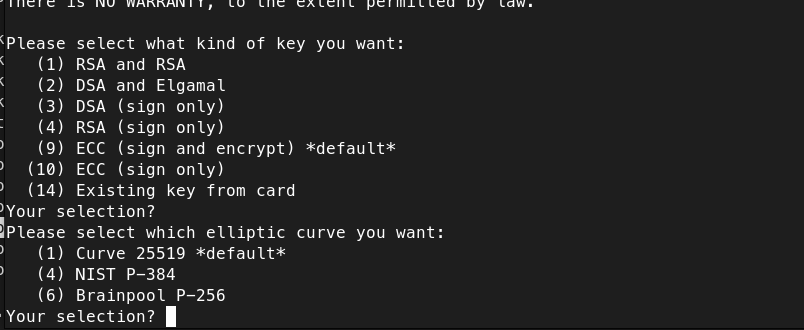 There is NO WARRANTY, to the extent permitted by law.
Please select what kind of key you want:
(1) RSA and RSA
(2) DSA and Elgamal
(3) DSA (sign only)
(4) RSA (sign only)
(9) ECC (sign and encrypt) *default*
(10) ECC (sign only)
(14) Existing key from card
Your selection?
Please select which elliptic curve you want:
(1) Curve 25519 *default*
(4) NIST P-384
(6) Brainpool P-256
Your selection?